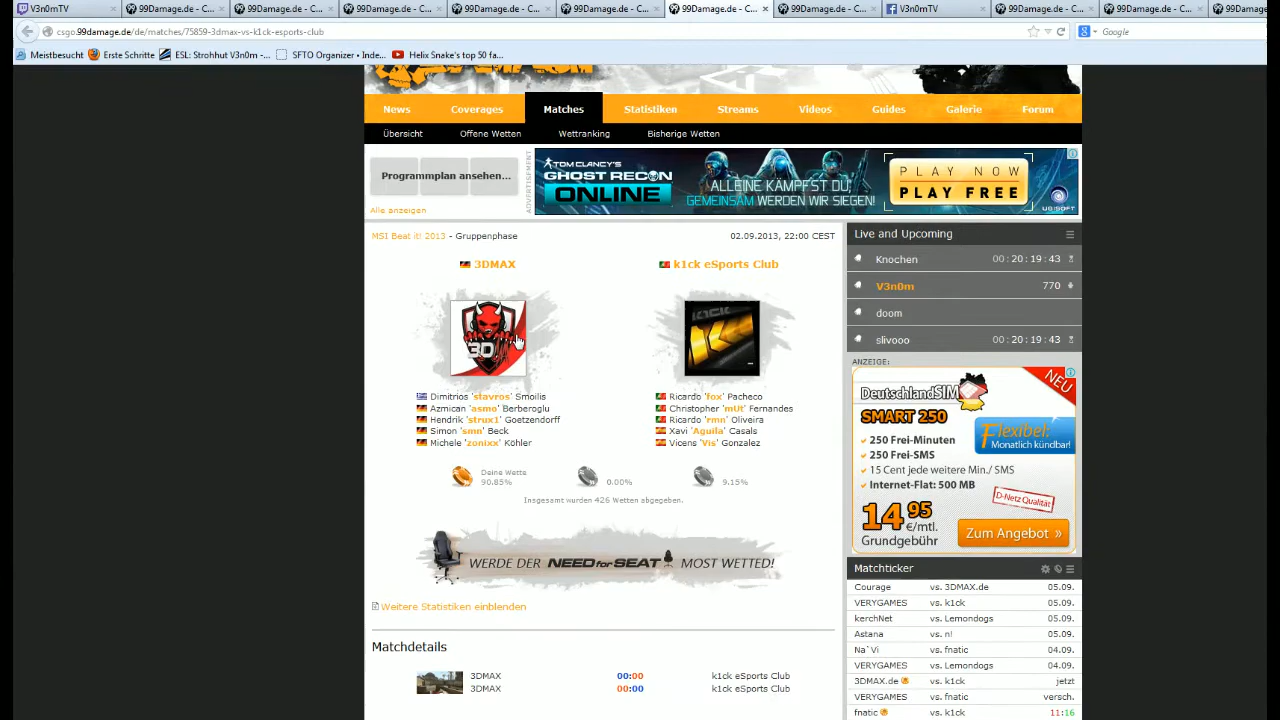 V3n0mTV × 99Damage.de - C... × 99Damage.de - C... × 99Damage.de - C... × 99Damage.de - C... × 99Damage.de - C... × 99Damage.de - C... × 99Damage.de - C... × V3n0mTV × 99Damage.de - C... × 99Damage.de - C... × 99Damage
csgo.99damage.de/de/matches/75859-3dmax-vs-k1ck-esports-club
Google
Meistbesucht Erste Schritte ESL: Strohhut V3n0m -... SFTO Organizer • Inde... Helix Snake's top 50 fa...
News Coverages Matches Statistiken Streams Videos Guides Galerie Forum
Übersicht Offene Wetten Wettranking Bisherige Wetten
Programmplan ansehen...
Alle anzeigen
ADVERTISEMENT
TOM CLANCY'S
GHOST RECON
ONLINE
ALLEINE KÄMPFST DU,
GEMEINSAM WERDEN WIR SIEGEN!
PLAY NOW
PLAY FREE
UBISOFT
MSI Beat it! 2013 - Gruppenphase
02.09.2013, 22:00 CEST
3DMAX
k1ck eSports Club
3D
K1CK
Dimitrios 'stavros' Smoilis
Azmican 'asmo' Berberoglu
Hendrik 'strux1' Goetzendorff
Simon 'smn' Beck
Michele 'zonixx' Köhler
Ricardo 'fox' Pacheco
Christopher 'mUt' Fernandes
Ricardo 'rmn' Oliveira
Xavi 'Aguila' Casals
Vicens 'Vis' Gonzalez
Deine Wette
90.85%
0.00%
9.15%
Insgesamt wurden 426 Wetten abgegeben.
WERDE DER NEED for SEAT MOST WETTED!
Weitere Statistiken einblenden
Matchdetails
3DMAX 00:00 k1ck eSports Club
3DMAX 00:00 k1ck eSports Club
Live and Upcoming
Knochen 00:20:19:43
V3n0m 770
doom
slivooo 00:20:19:43
ANZEIGE:
DeutschlandSIM
NEU
SMART 250
Flexibel:
Monatlich kündbar!
250 Frei-Minuten
250 Frei-SMS
15 Cent jede weitere Min./ SMS
Internet-Flat: 500 MB
D-Netz Qualität
14 95
€/mtl.
Grundgebühr
Zum Angebot »
Matchticker
Courage vs. 3DMAX.de 05.09.
VERYGAMES vs. k1ck 05.09.
kerchNet vs. Lemondogs 05.09.
Astana vs. n! 05.09.
Na`Vi vs. fnatic 04.09.
VERYGAMES vs. Lemondogs 04.09.
3DMAX.de vs. k1ck jetzt
VERYGAMES vs. fnatic versch.
fnatic vs. k1ck 11:16